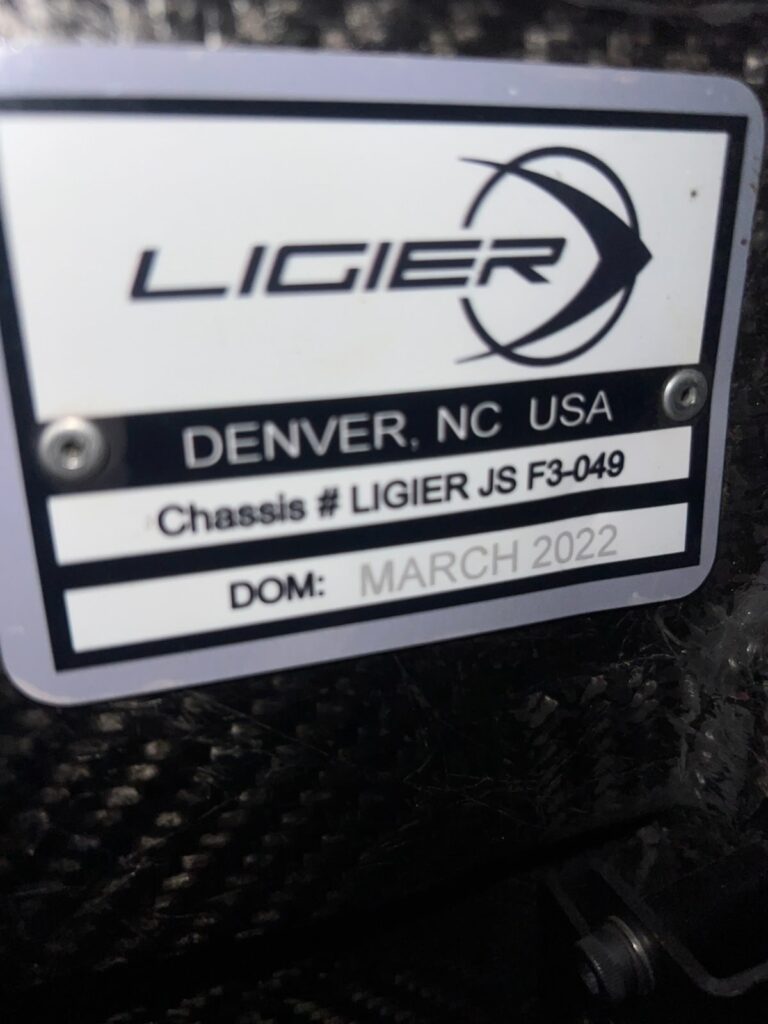 LIGIER
DENVER, NC USA
Chassis # LIGIER JS F3-049
DOM: MARCH 2022